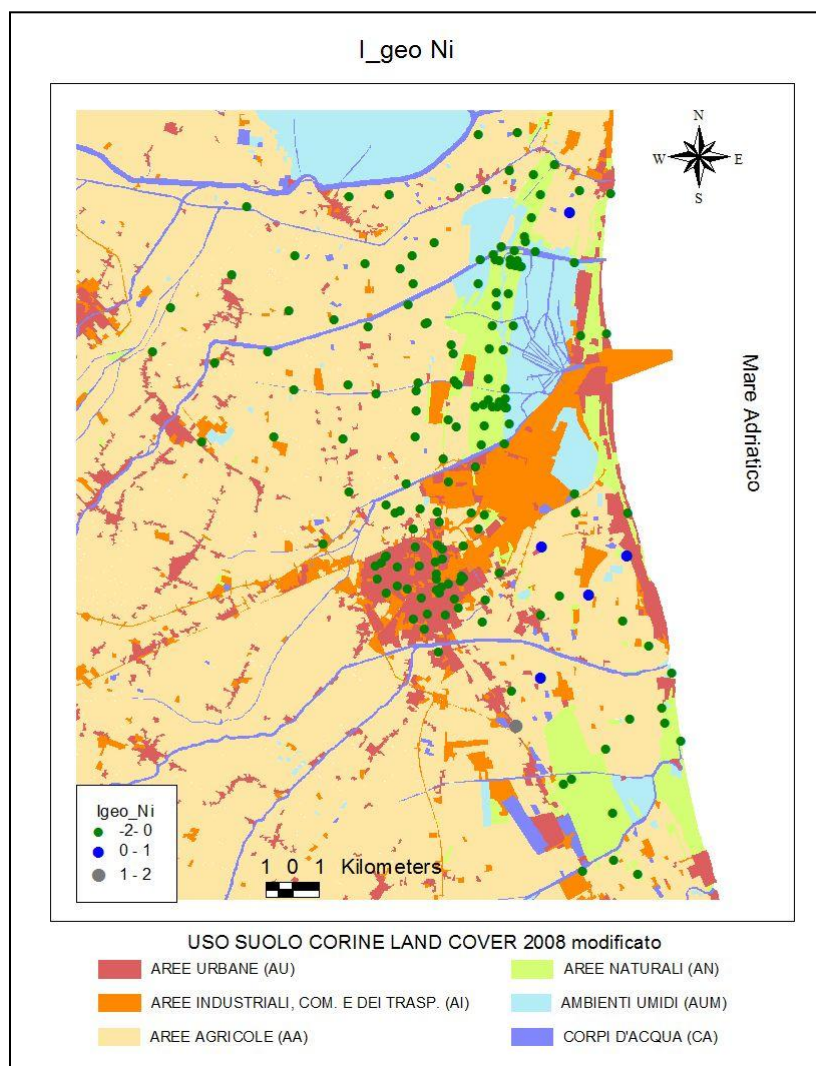 I_geo Ni
N
W E
S
Mare Adriatico
Igeo_Ni
-2- 0
0 - 1
1 - 2
1 0 1 Kilometers
USO SUOLO CORINE LAND COVER 2008 modificato
AREE URBANE (AU)
AREE INDUSTRIALI, COM. E DEI TRASP. (AI)
AREE AGRICOLE (AA)
AREE NATURALI (AN)
AMBIENTI UMIDI (AUM)
CORPI D'ACQUA (CA)